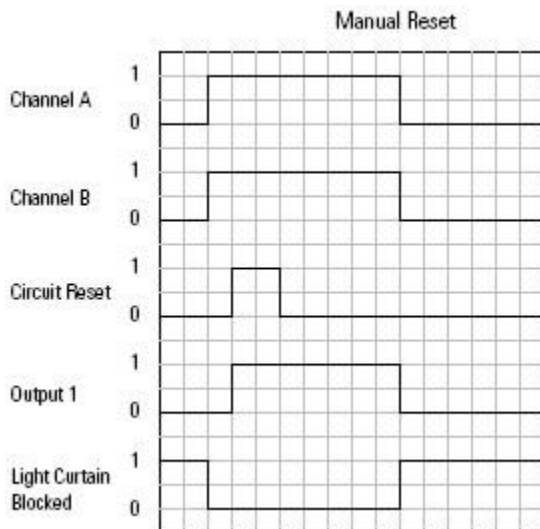 Manual Reset
1
Channel A
0
1
Channel B
0
1
Circuit Reset
0
1
Output 1
0
1
Light Curtain
Blocked
0